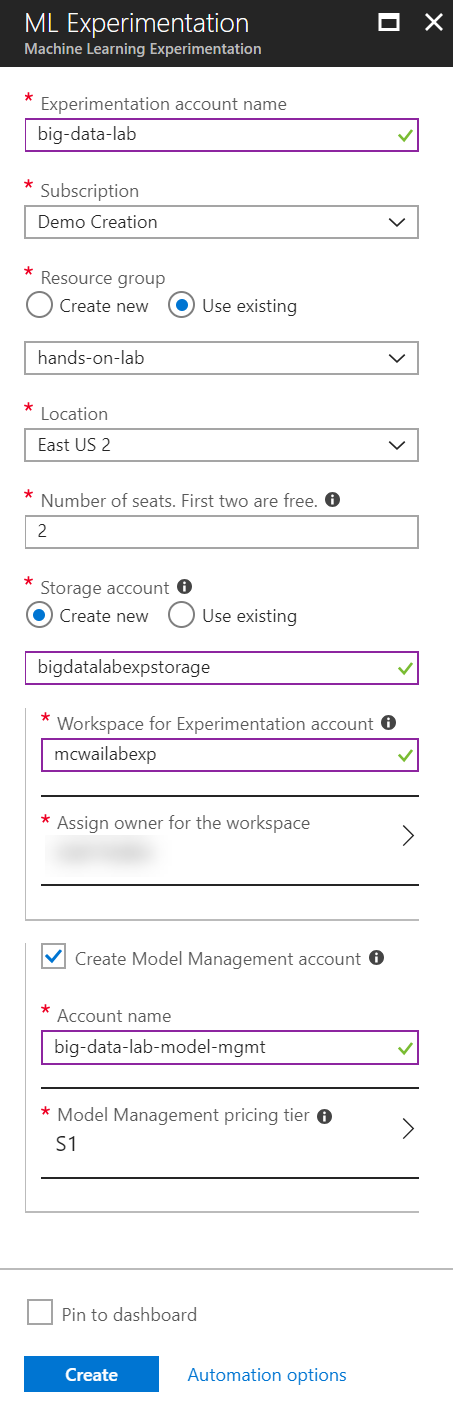 ML Experimentation
Machine Learning Experimentation
* Experimentation account name
big-data-lab
* Subscription
Demo Creation
* Resource group
Create new Use existing
hands-on-lab
* Location
East US 2
* Number of seats. First two are free.
2
* Storage account
Create new Use existing
bigdatalabexpstorage
* Workspace for Experimentation account
mcwailabexp
* Assign owner for the workspace
Create Model Management account
* Account name
big-data-lab-model-mgmt
* Model Management pricing tier
S1
Pin to dashboard
Create Automation options